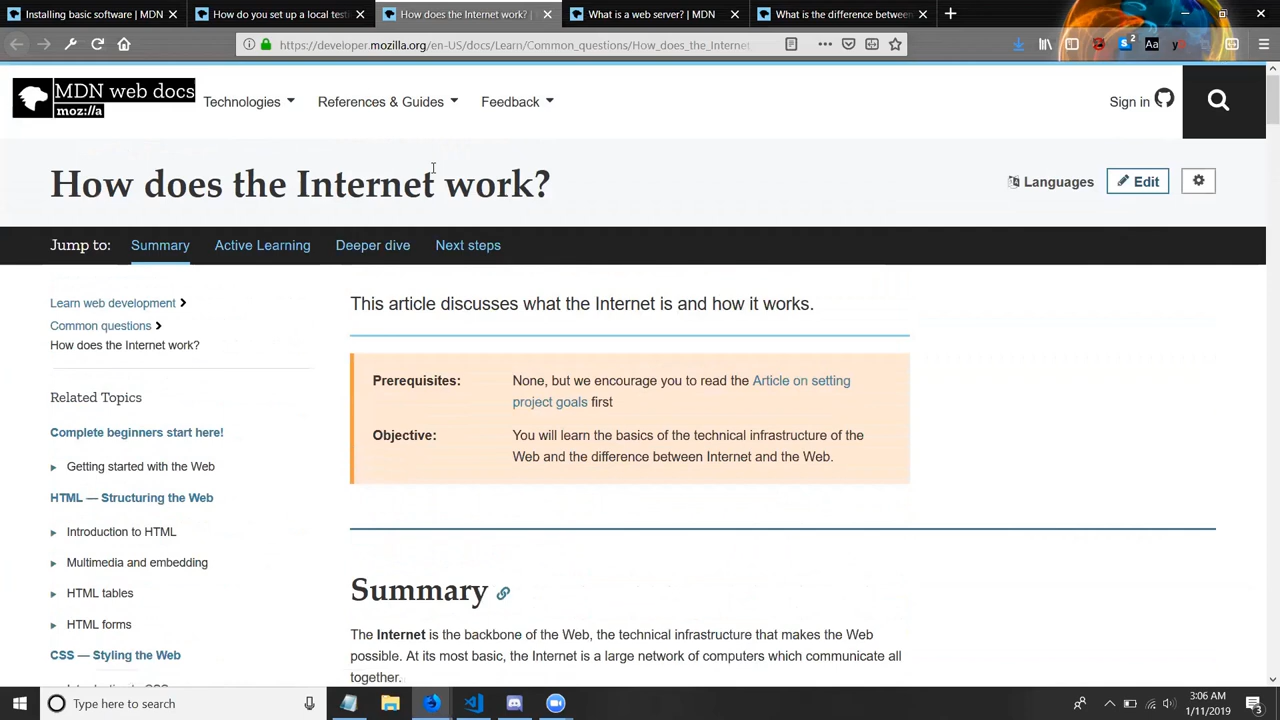 Installing basic software | MDN
How do you set up a local test
How does the Internet work? |
What is a web server? | MDN
What is the difference between
https://developer.mozilla.org/en-US/docs/Learn/Common_questions/How_does_the_Internet
2
Aa
MDN web docs
moz://a
Technologies
References & Guides
Feedback
Sign in
How does the Internet work?
Languages
Edit
Jump to:
Summary
Active Learning
Deeper dive
Next steps
Learn web development
Common questions
How does the Internet work?
Related Topics
Complete beginners start here!
Getting started with the Web
HTML — Structuring the Web
Introduction to HTML
Multimedia and embedding
HTML tables
HTML forms
CSS — Styling the Web
This article discusses what the Internet is and how it works.
Prerequisites:
None, but we encourage you to read the Article on setting
project goals first
Objective:
You will learn the basics of the technical infrastructure of the
Web and the difference between Internet and the Web.
Summary
The Internet is the backbone of the Web, the technical infrastructure that makes the Web
possible. At its most basic, the Internet is a large network of computers which communicate all
together.
Type here to search
3:06 AM
1/11/2019
3